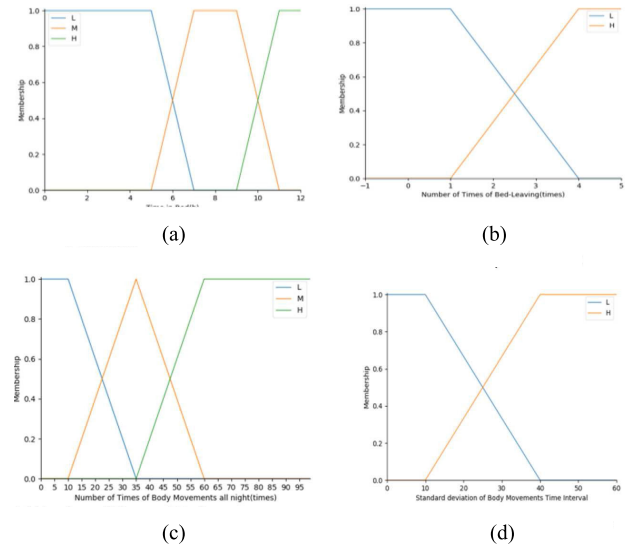 L
M
H
1.0
0.8
0.6
0.4
0.2
0.0
Membership
0 2 4 6 8 10 12
(a)
L
H
1.0
0.8
0.6
0.4
0.2
0.0
Membership
−1 0 1 2 3 4 5
Number of Times of Bed-Leaving(times)
(b)
L
M
H
1.0
0.8
0.6
0.4
0.2
0.0
Membership
0 5 10 15 20 25 30 35 40 45 50 55 60 65 70 75 80 85 90 95
Number of Times of Body Movements all night(times)
(c)
L
H
1.0
0.8
0.6
0.4
0.2
0.0
Membership
0 10 20 30 40 50 60
Standard deviation of Body Movements Time Interval
(d)